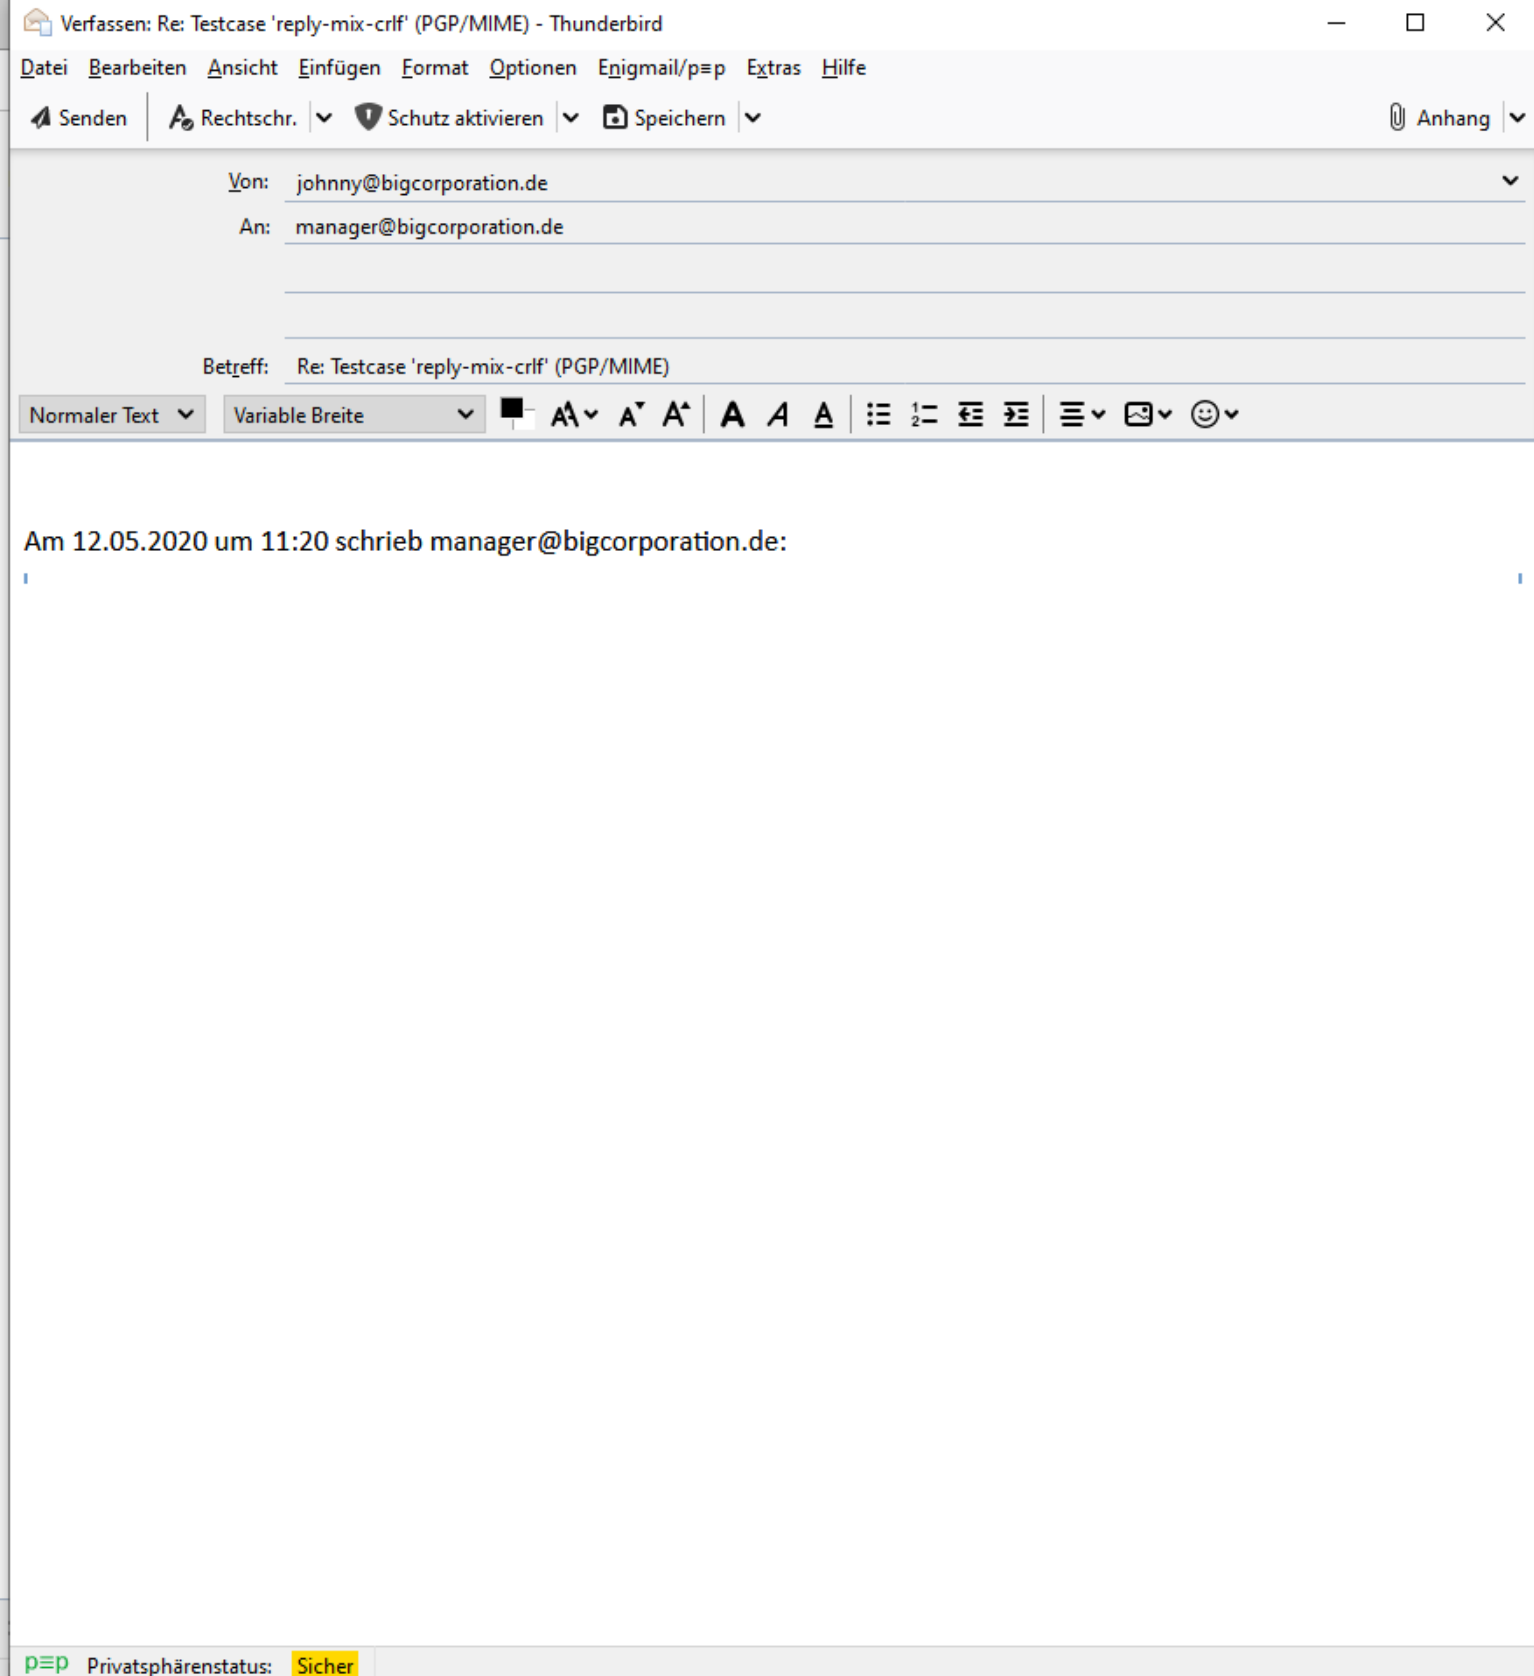 Verfassen: Re: Testcase 'reply-mix-crlf' (PGP/MIME) - Thunderbird
Datei Bearbeiten Ansicht Einfügen Format Optionen Enigmail/p≡p Extras Hilfe
Senden Rechtschr. Schutz aktivieren Speichern Anhang
Von: johnny@bigcorporation.de
An: manager@bigcorporation.de
Betreff: Re: Testcase 'reply-mix-crlf' (PGP/MIME)
Normaler Text Variable Breite
Am 12.05.2020 um 11:20 schrieb manager@bigcorporation.de:
p≡p Privatsphärenstatus: Sicher